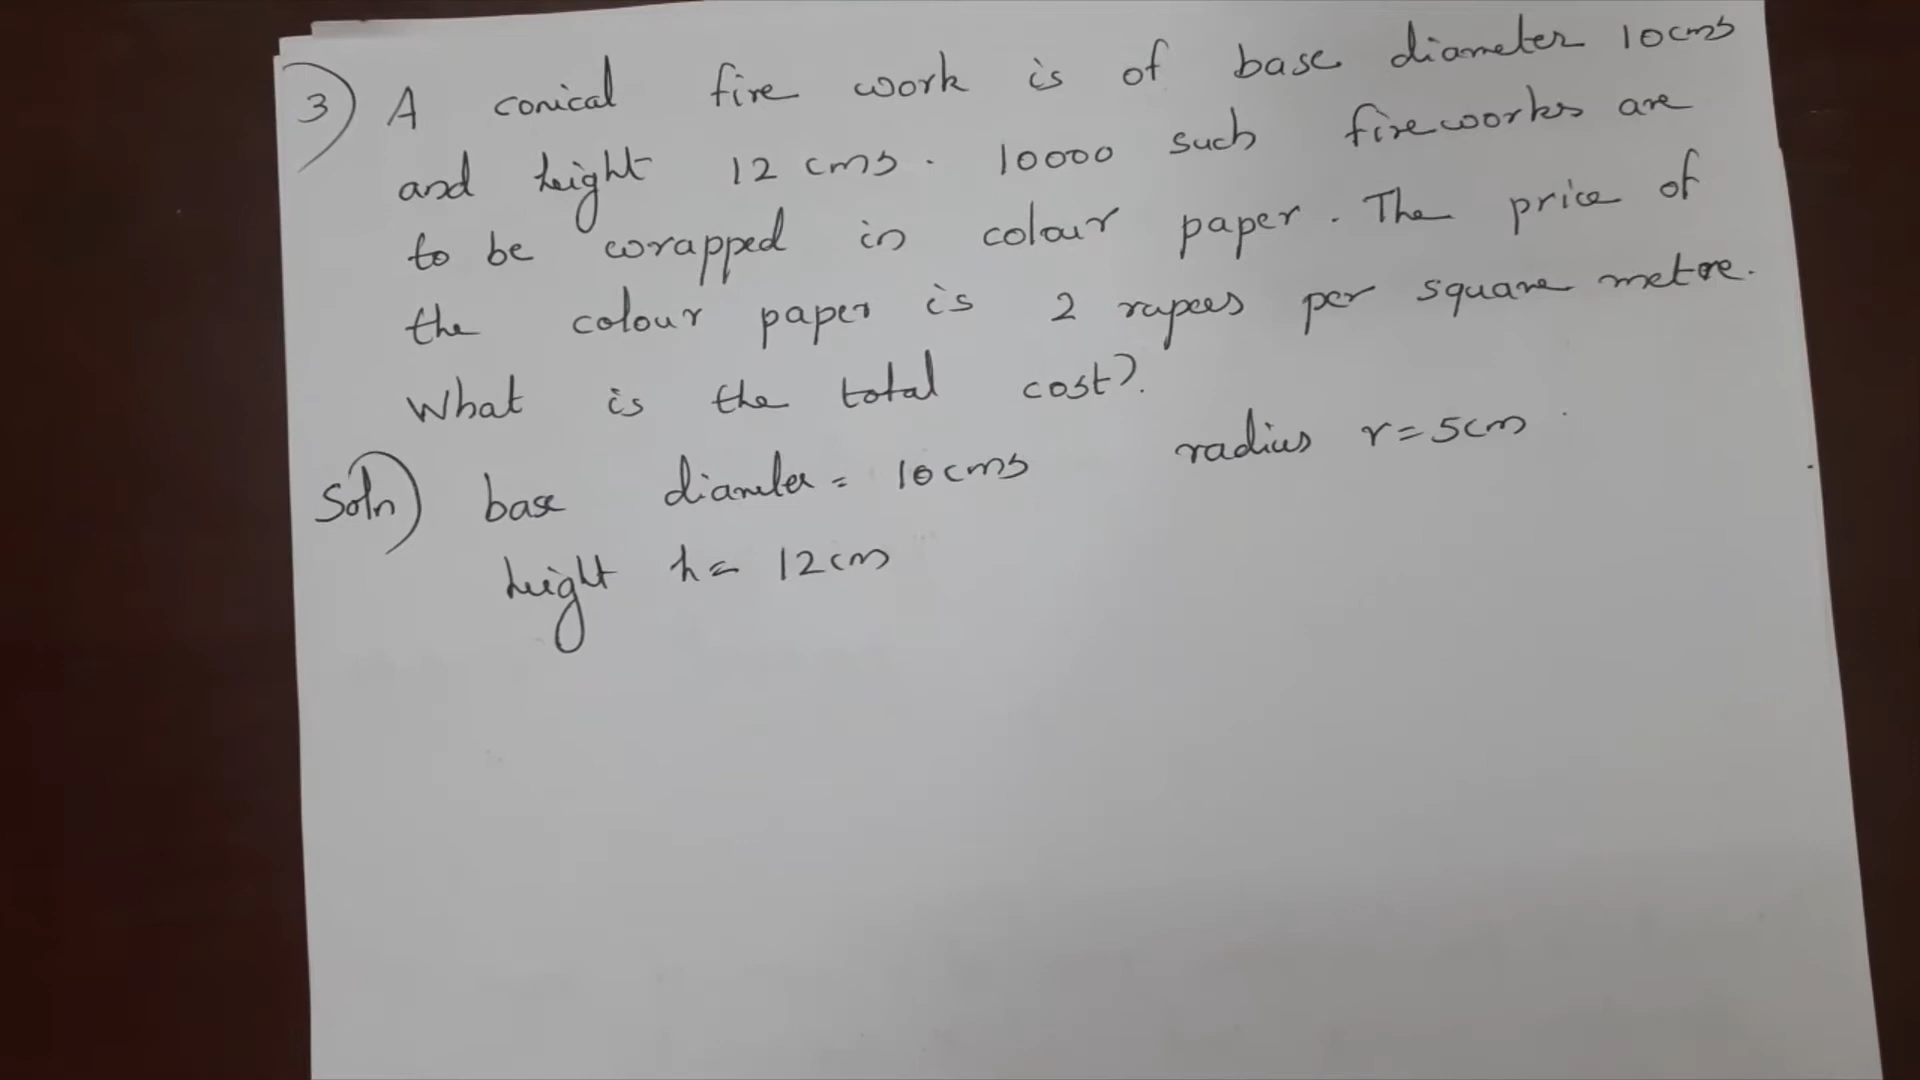 3) A conical fire work is of base diameter 10cms
and height 12 cms. 10000 such fireworks are
to be wrapped in colour paper. The price of
the colour paper is 2 rupees per square metre.
What is the total cost?
Soln) base diameter = 10cms radius r=5cm
height h= 12cm